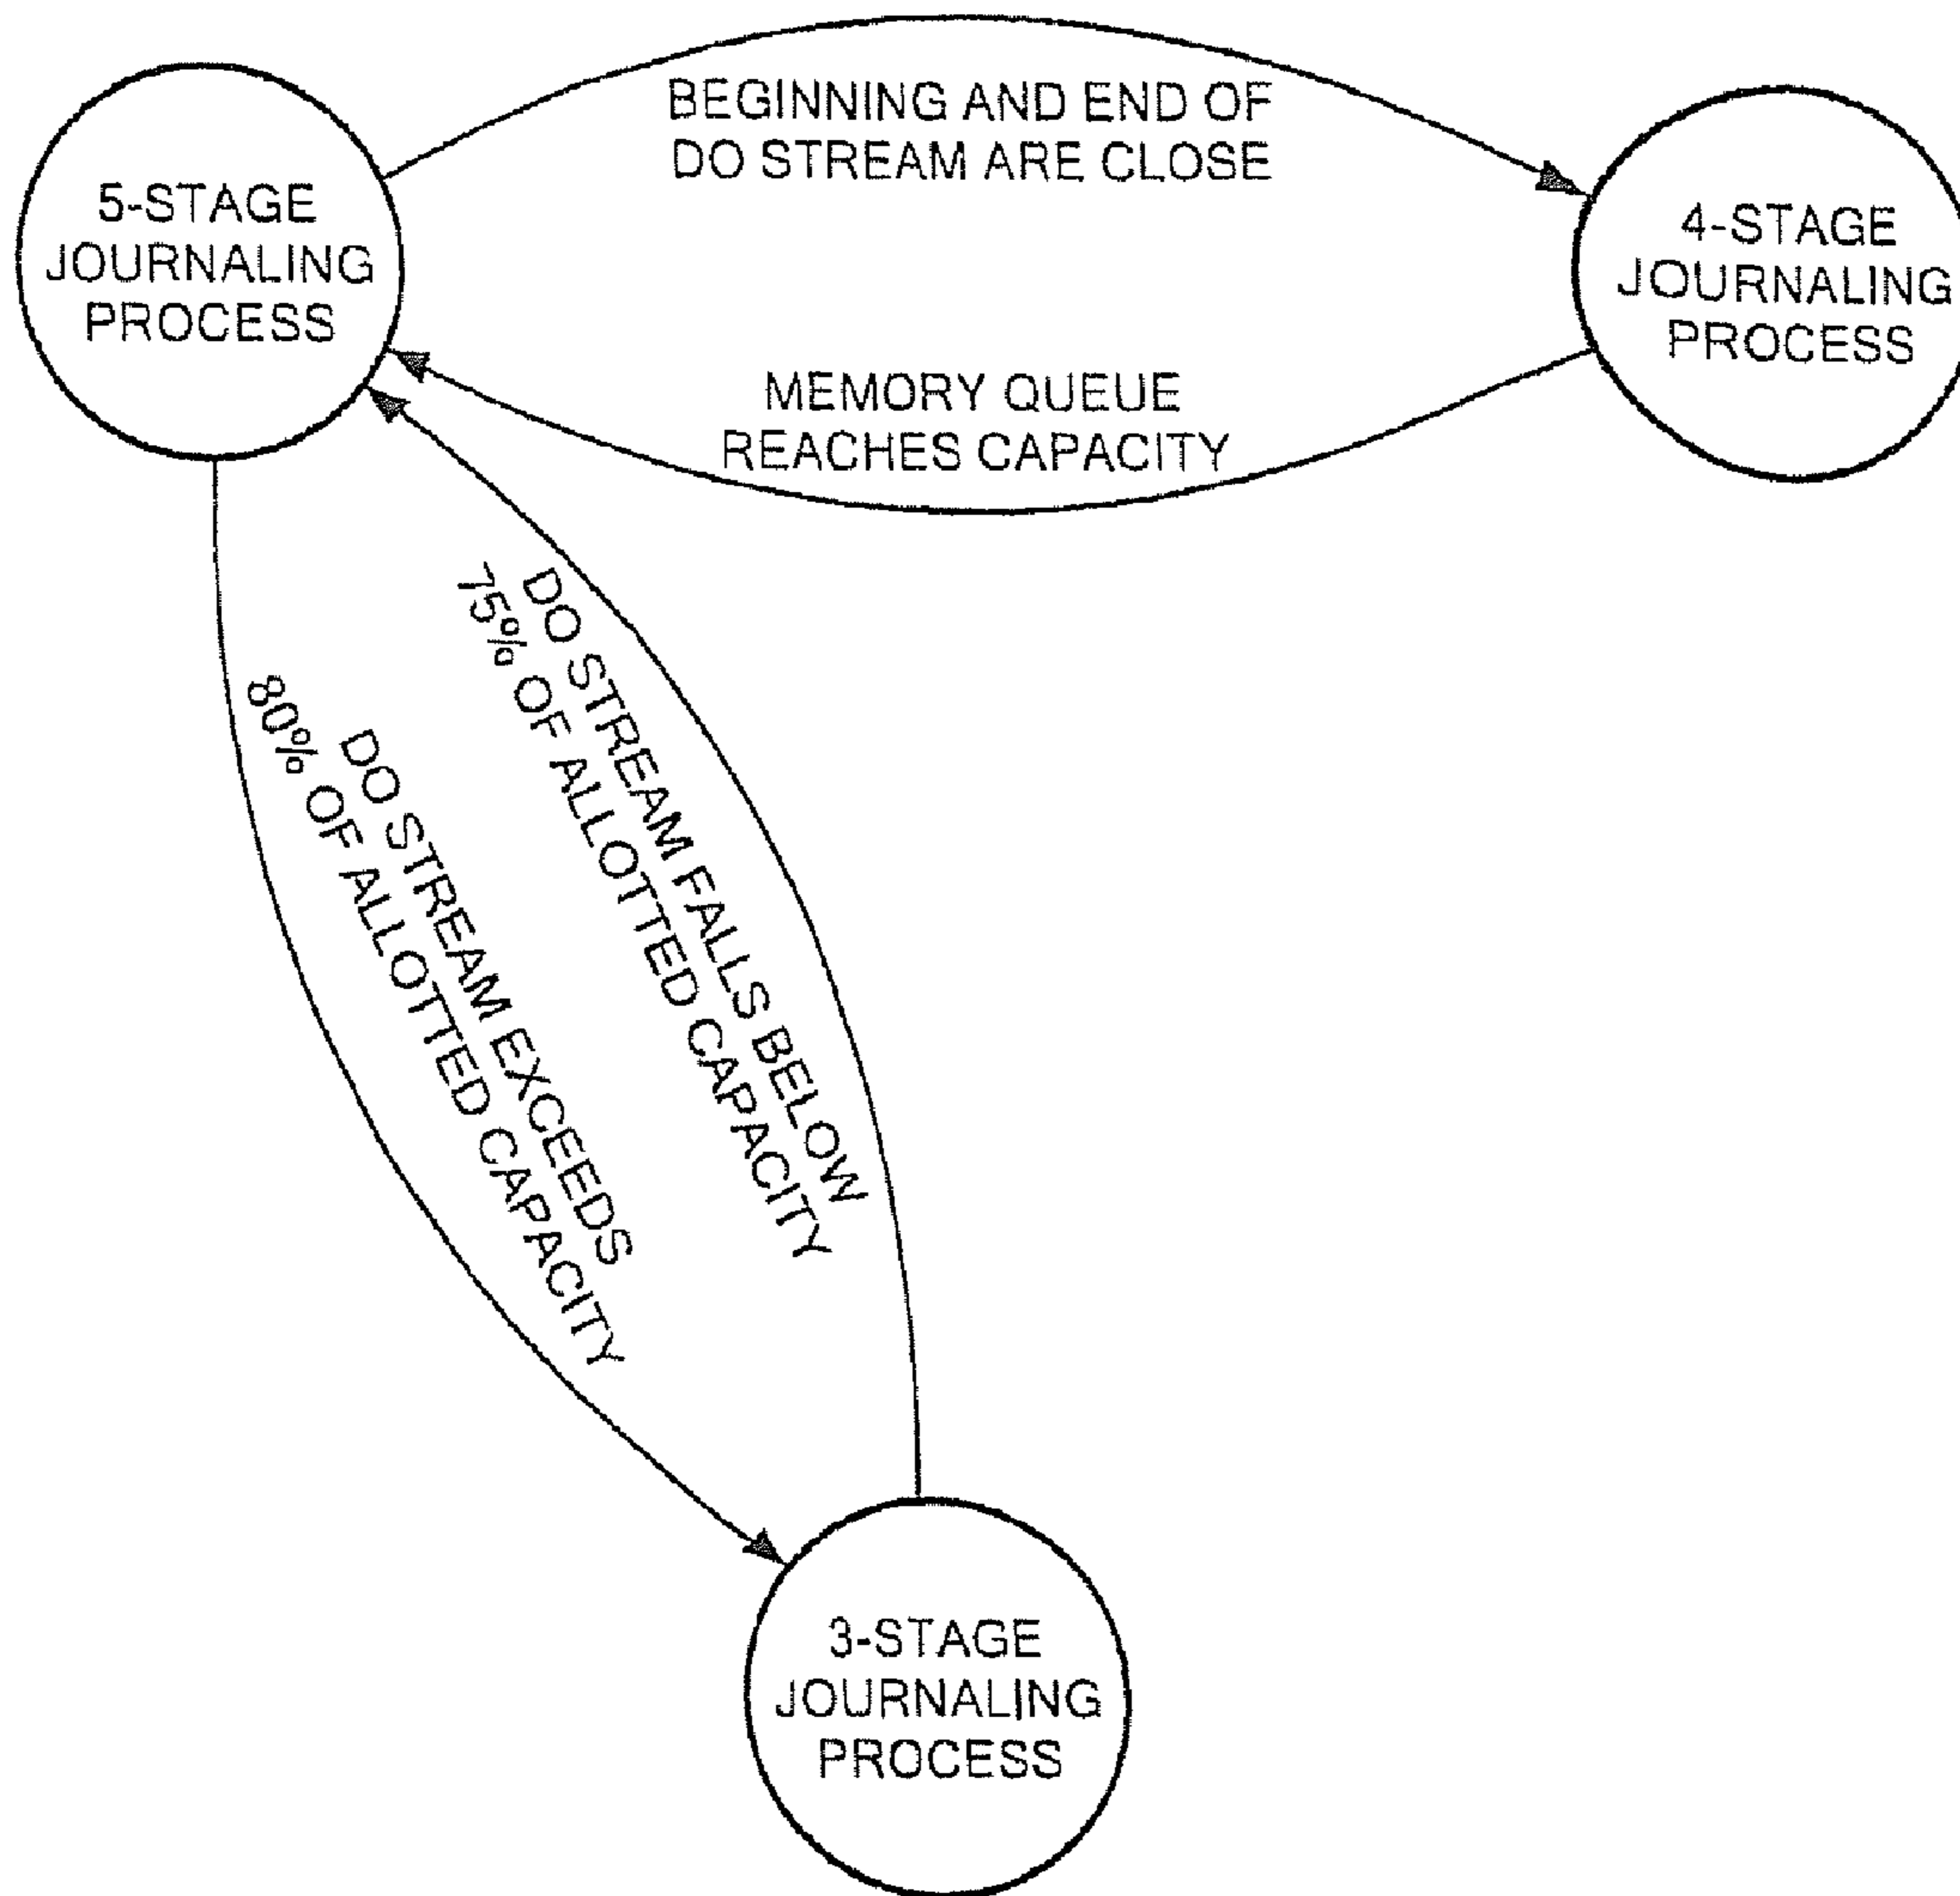 BEGINNING AND END OF
DO STREAM ARE CLOSE
5-STAGE
JOURNALING
PROCESS
4-STAGE
JOURNALING
PROCESS
MEMORY QUEUE
REACHES CAPACITY
DO STREAM FALLS BELOW
75% OF ALLOTTED CAPACITY
DO STREAM EXCEEDS
80% OF ALLOTTED CAPACITY
3-STAGE
JOURNALING
PROCESS